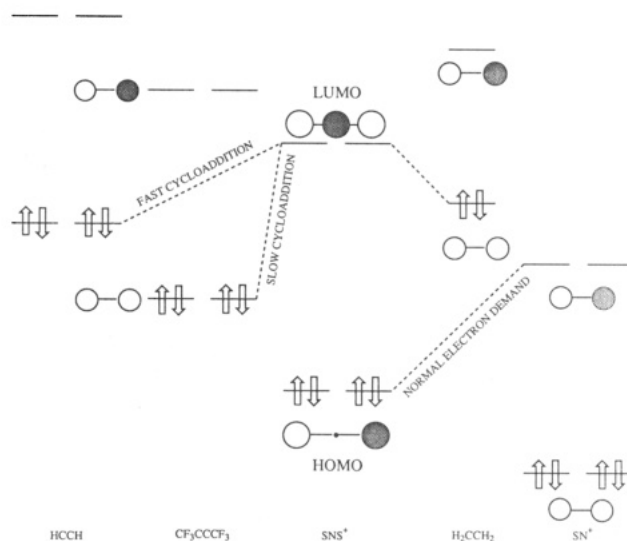 LUMO
FAST CYCLOADDITION
SLOW CYCLOADDITION
NORMAL ELECTRON DEMAND
HOMO
HCCH
CF₃CCCF₃
SNS⁺
H₂CCH₂
SN⁺